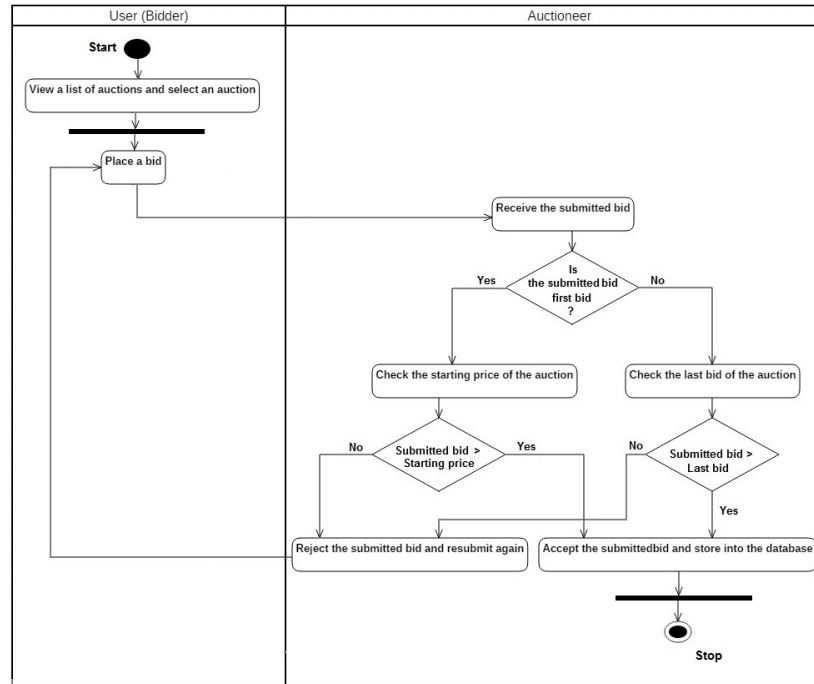 User (Bidder)
Auctioneer
Start
View a list of auctions and select an auction
Place a bid
Receive the submitted bid
Is
the submitted bid
first bid
?
Yes
No
Check the starting price of the auction
Check the last bid of the auction
No
Submitted bid >
Starting price
Yes
No
Submitted bid >
Last bid
Yes
Reject the submitted bid and resubmit again
Accept the submittedbid and store into the database
Stop